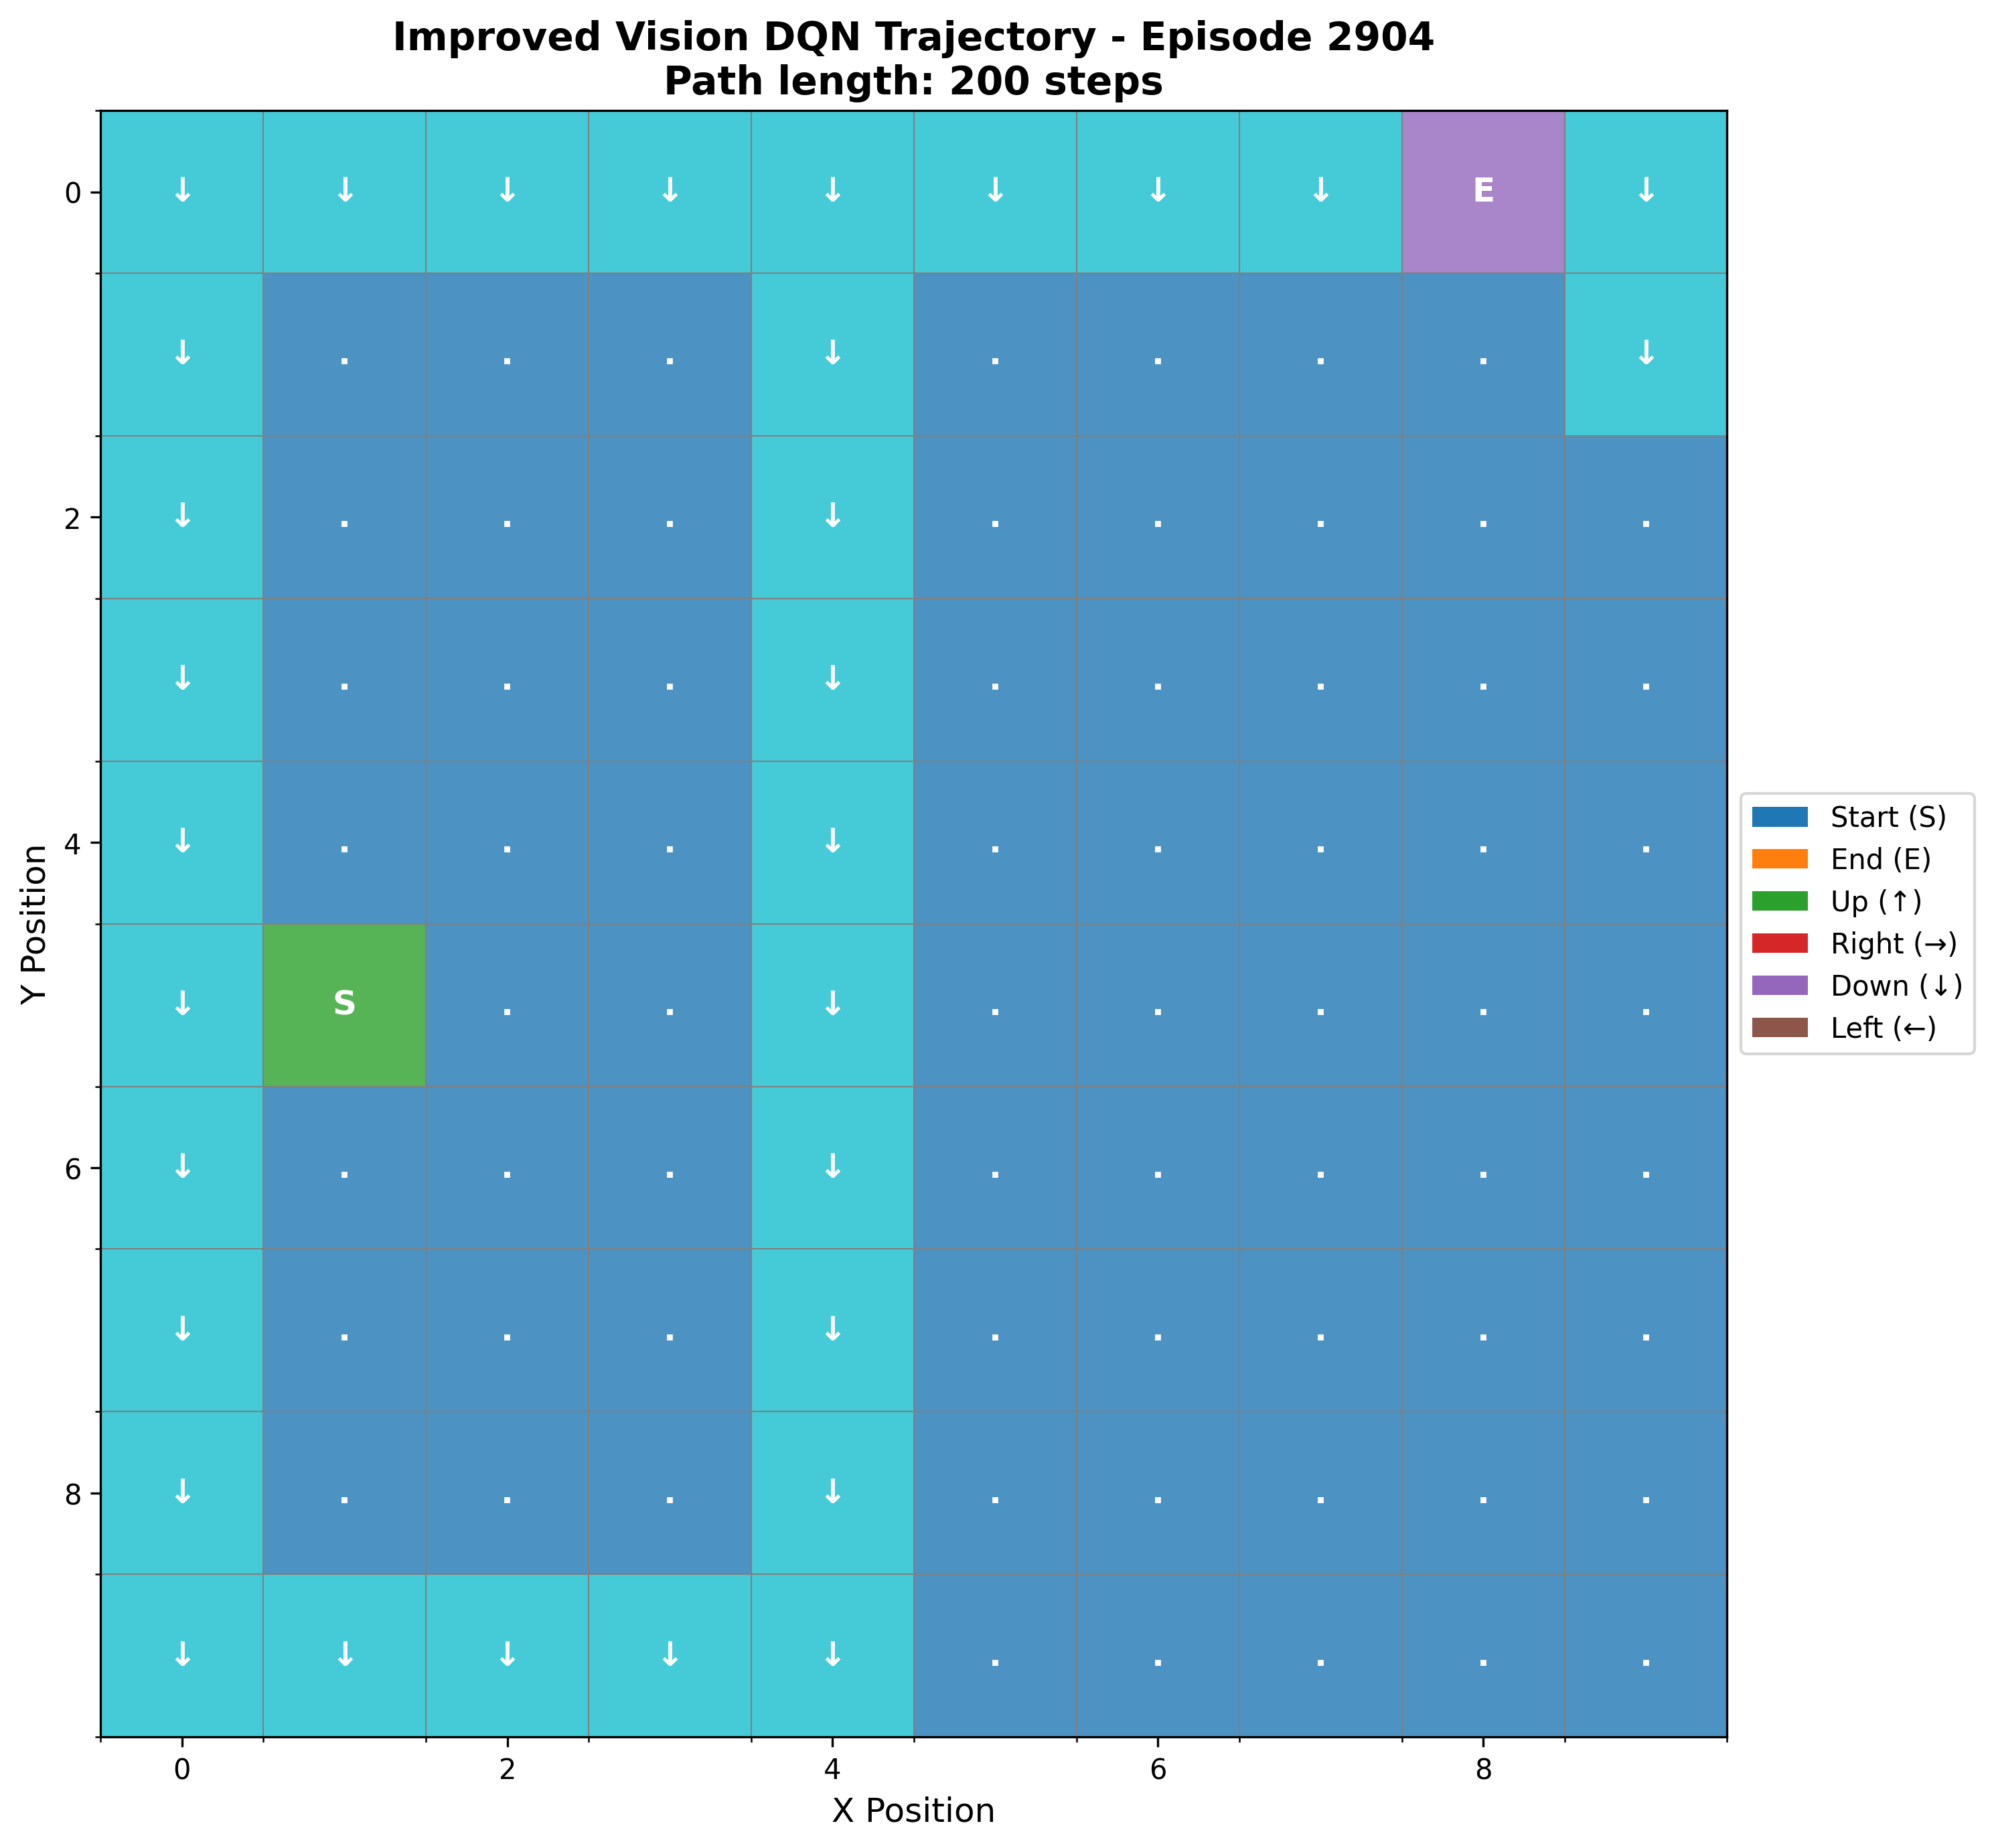 Improved Vision DQN Trajectory - Episode 2904
Path length: 200 steps
0 ↓ ↓ ↓ ↓ ↓ ↓ ↓ ↓ E ↓
↓ . . . ↓ . . . . ↓
2 ↓ . . . ↓ . . . . .
↓ . . . ↓ . . . . .
4 ↓ . . . ↓ . . . . .
↓ S . . ↓ . . . . .
6 ↓ . . . ↓ . . . . .
↓ . . . ↓ . . . . .
8 ↓ . . . ↓ . . . . .
↓ ↓ ↓ ↓ ↓ . . . . .
0 2 4 6 8
X Position
Y Position
Start (S)
End (E)
Up (↑)
Right (→)
Down (↓)
Left (←)